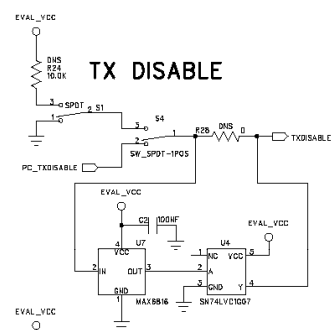 EVAL_VCC
DNS
R24
10.0K
TX DISABLE
3
SPDT
2
S1
1
S4
3
1
2
SW_SPDT-1POS
PC_TXDISABLE
R28
DNS
0
TXDISABLE
EVAL_VCC
C2
100NF
EVAL_VCC
4
VCC
U7
2
IN
OUT
3
GND
1
MAX6816
U4
1
NC
VCC
5
2
A
3
GND
Y
4
SN74LVC1G07
EVAL_VCC